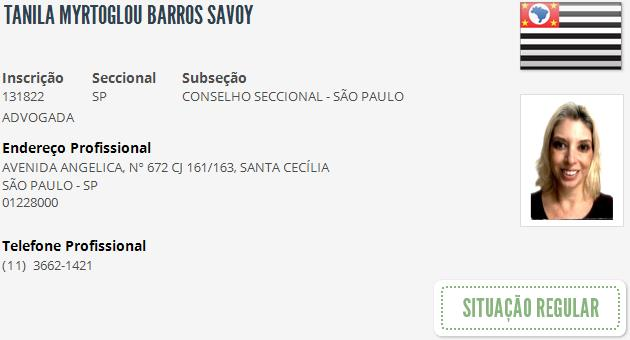 TANILA MYRTOGLOU BARROS SAVOY
Inscrição Seccional Subseção
131822 SP CONSELHO SECCIONAL - SÃO PAULO
ADVOGADA
Endereço Profissional
AVENIDA ANGELICA, Nº 672 CJ 161/163, SANTA CECÍLIA
SÃO PAULO - SP
01228000
Telefone Profissional
(11) 3662-1421
SITUAÇÃO REGULAR